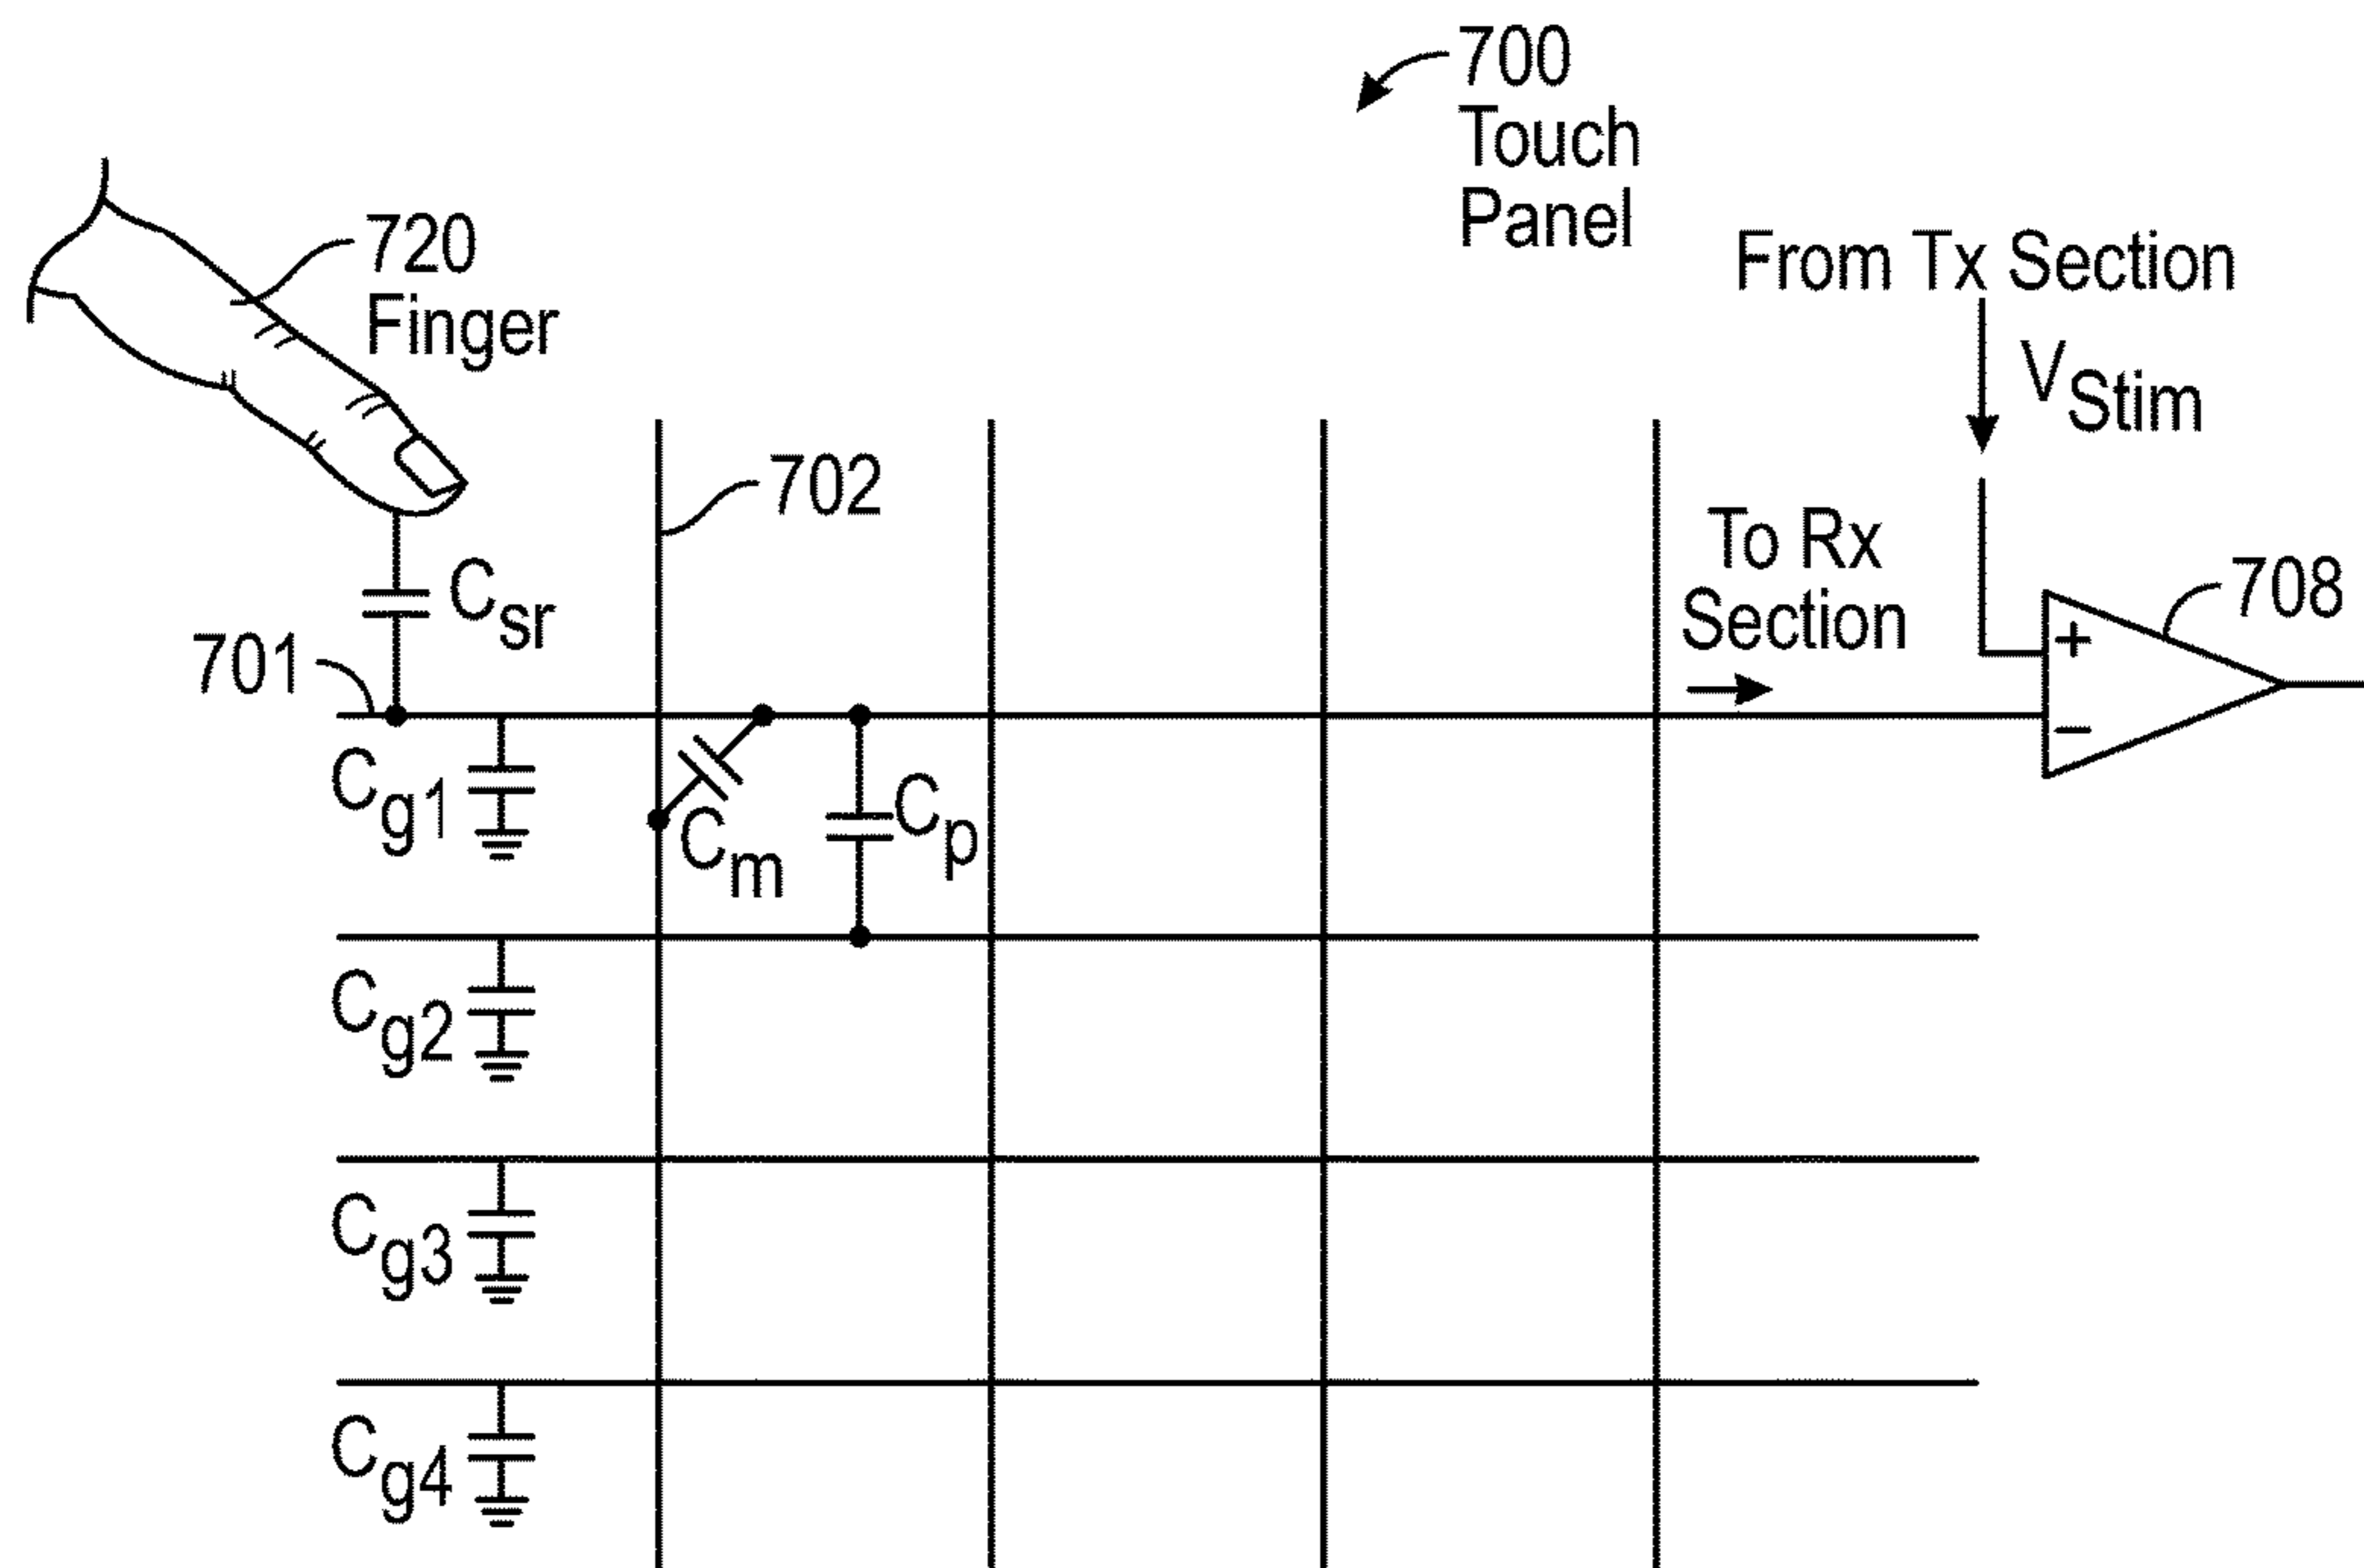 700
Touch
Panel
720
Finger
From Tx Section
VStim
702
To Rx
Section
708
Csr
701
+
−
Cg1
Cm
Cp
Cg2
Cg3
Cg4